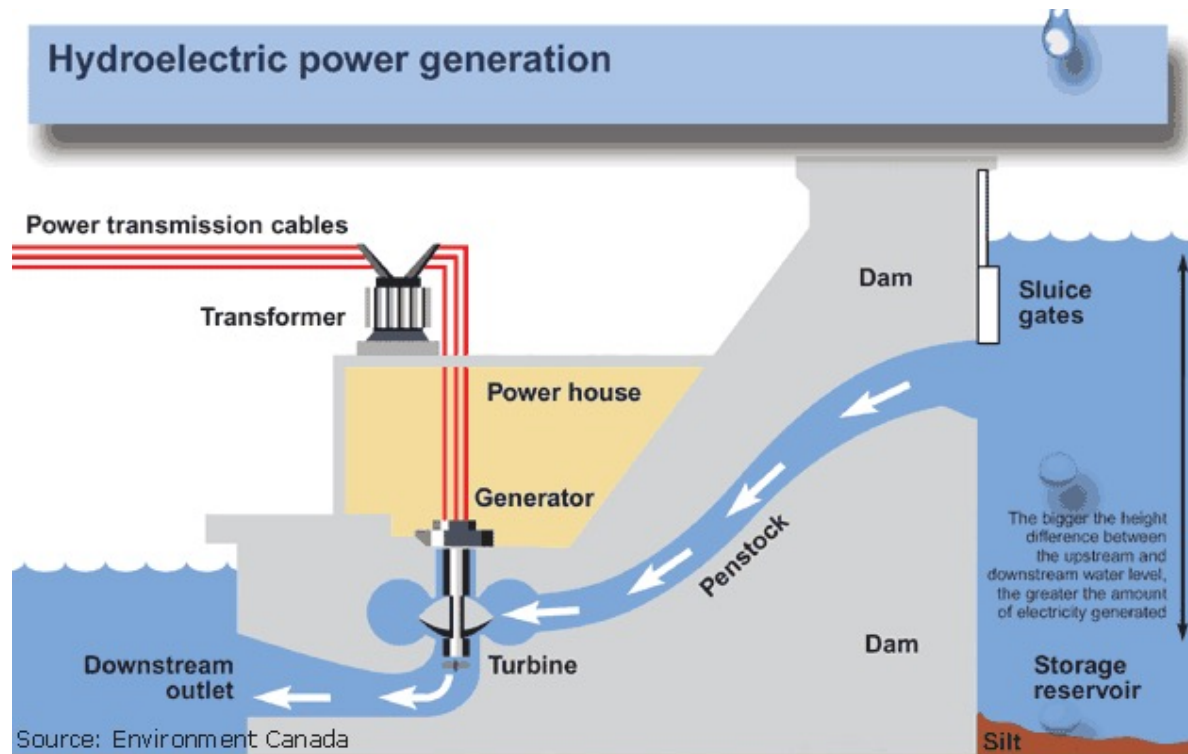 Hydroelectric power generation
Power transmission cables
Transformer
Dam
Sluice
gates
Power house
Generator
The bigger the height
difference between
the upstream and
downstream water level,
the greater the amount
of electricity generated
Penstock
Turbine
Dam
Downstream
outlet
Storage
reservoir
Silt
Source: Environment Canada